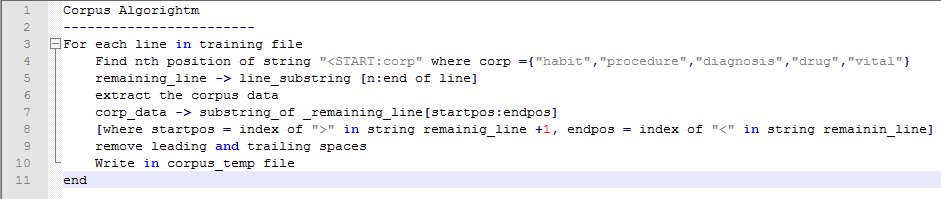 1 Corpus Algorightm
2 ------------------------
3 For each line in training file
4 Find nth position of string "<START:corp" where corp ={"habit","procedure","diagnosis","drug","vital"}
5 remaining_line -> line_substring [n:end of line]
6 extract the corpus data
7 corp_data -> substring_of _remaining_line[startpos:endpos]
8 [where startpos = index of ">" in string remainig_line +1, endpos = index of "<" in string remainin_line]
9 remove leading and trailing spaces
10 Write in corpus_temp file
11 end